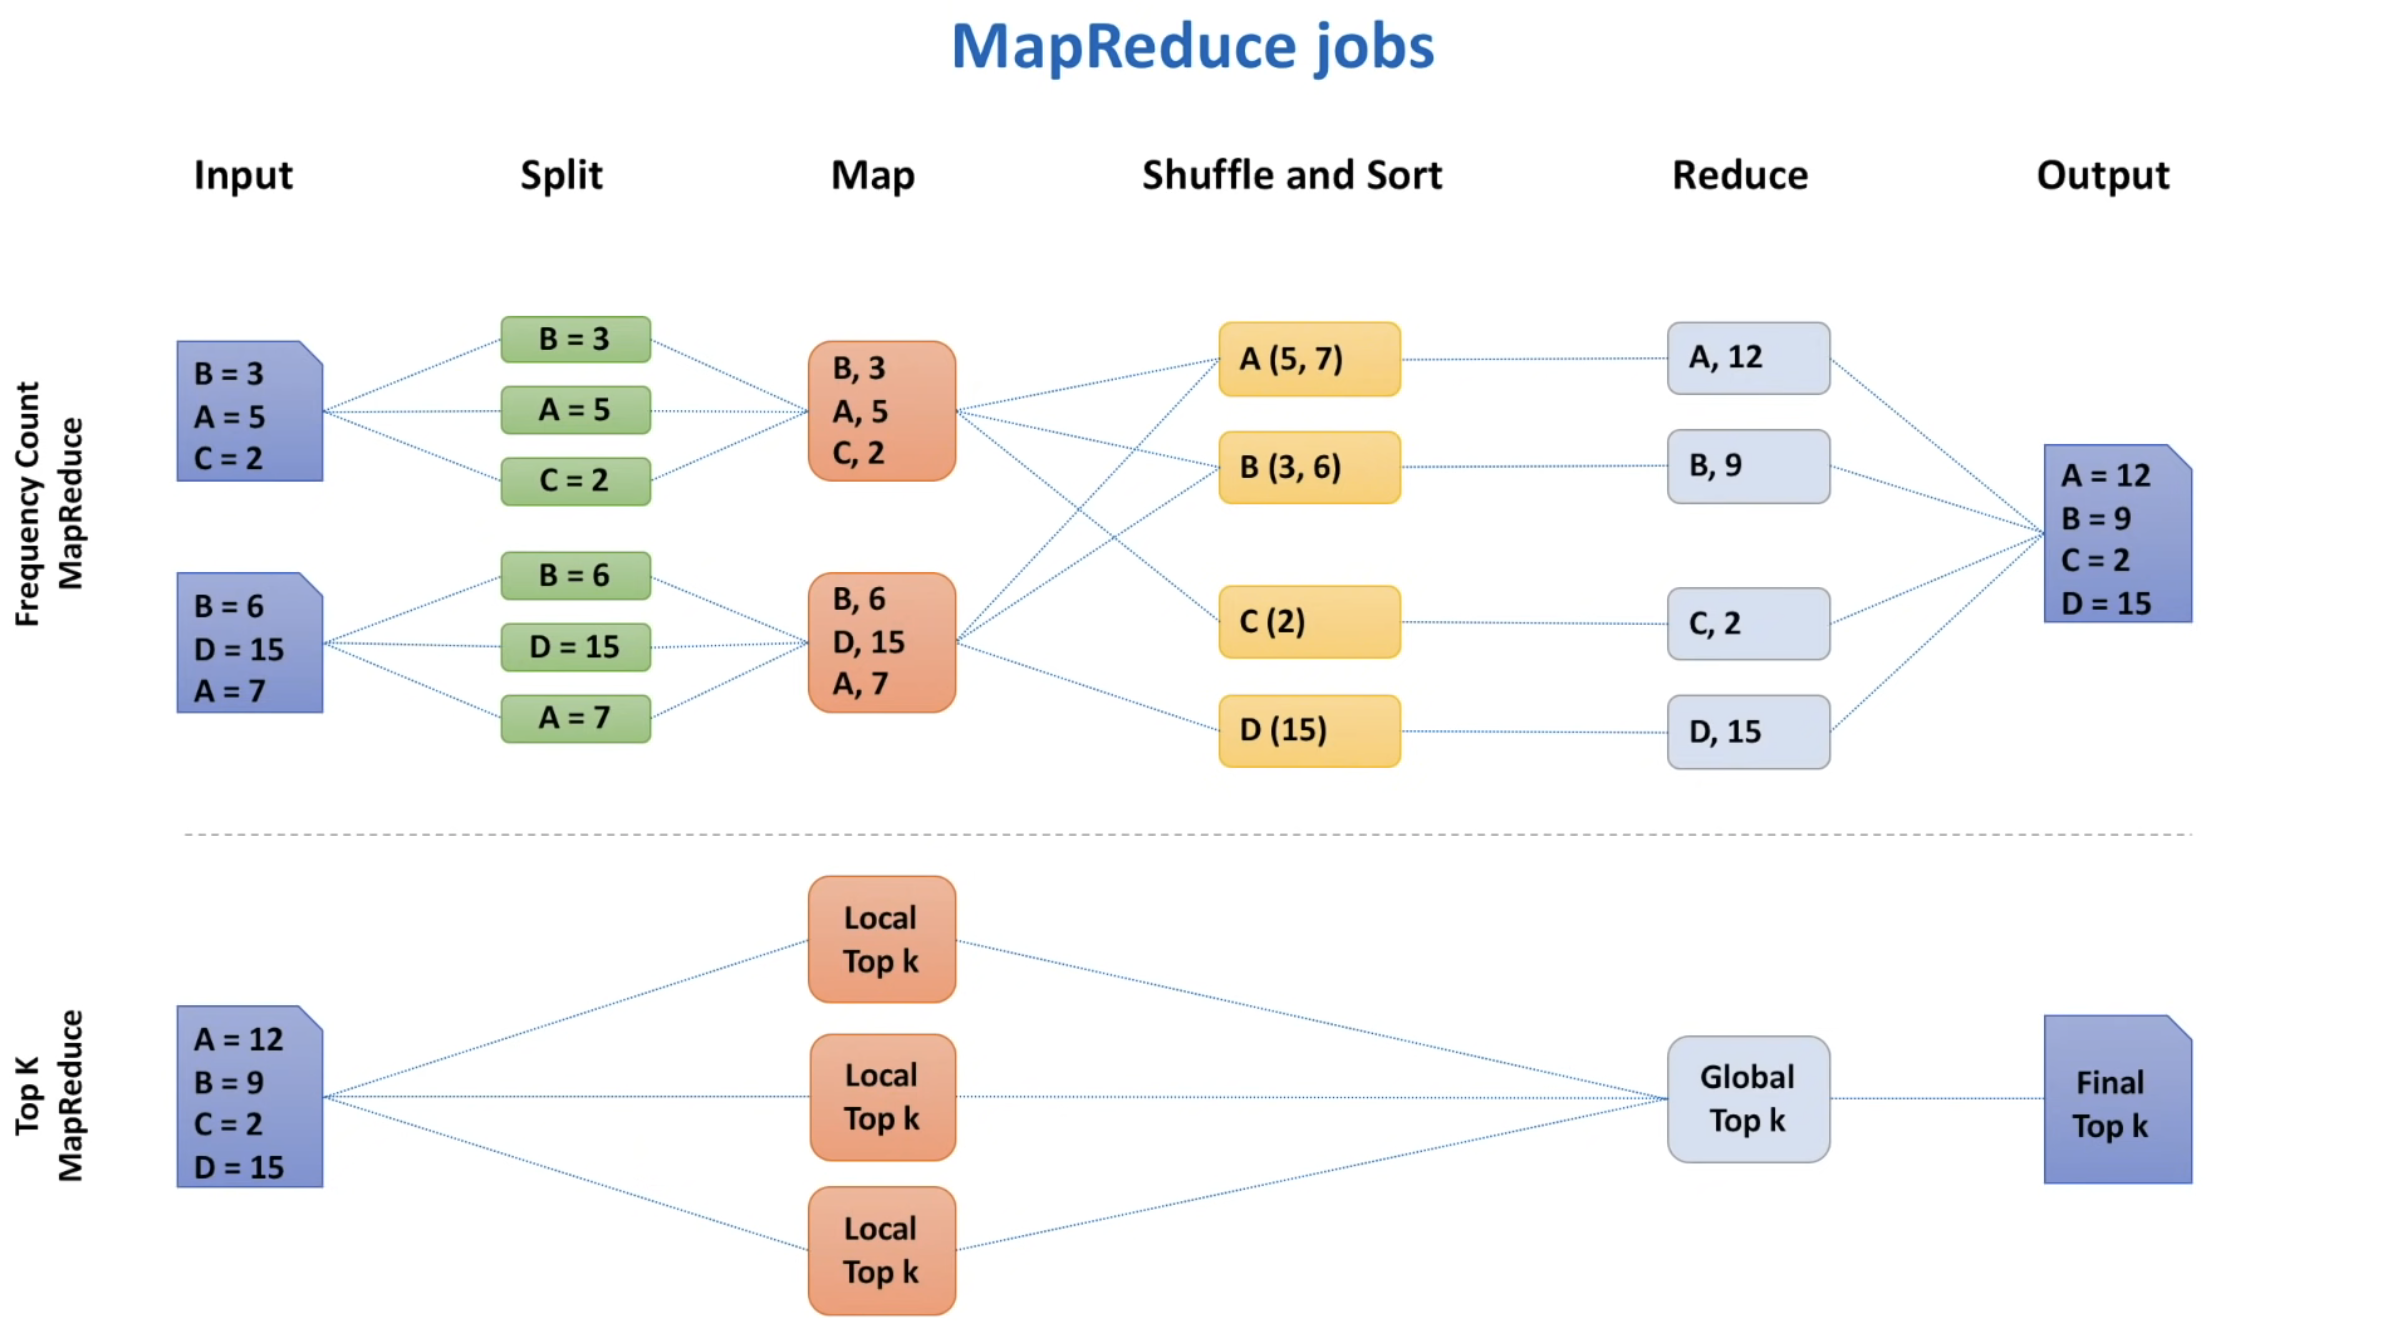 MapReduce jobs
Input
Split
Map
Shuffle and Sort
Reduce
Output
Frequency Count
MapReduce
B = 3
A = 5
C = 2
B = 6
D = 15
A = 7
B = 3
A = 5
C = 2
B = 6
D = 15
A = 7
B, 3
A, 5
C, 2
B, 6
D, 15
A, 7
A (5, 7)
B (3, 6)
C (2)
D (15)
A, 12
B, 9
C, 2
D, 15
A = 12
B = 9
C = 2
D = 15
Top K
MapReduce
A = 12
B = 9
C = 2
D = 15
Local
Top k
Local
Top k
Local
Top k
Global
Top k
Final
Top k